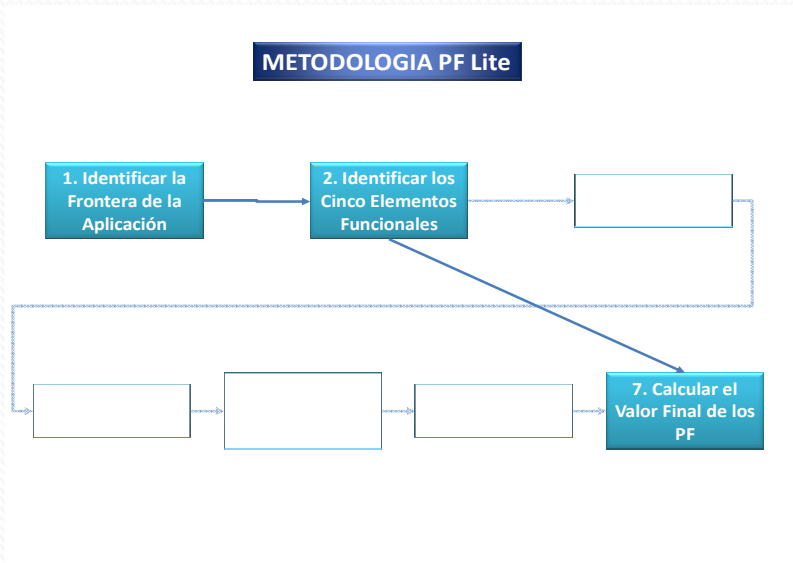 METODOLOGIA PF Lite
1. Identificar la
Frontera de la
Aplicación
2. Identificar los
Cinco Elementos
Funcionales
7. Calcular el
Valor Final de los
PF